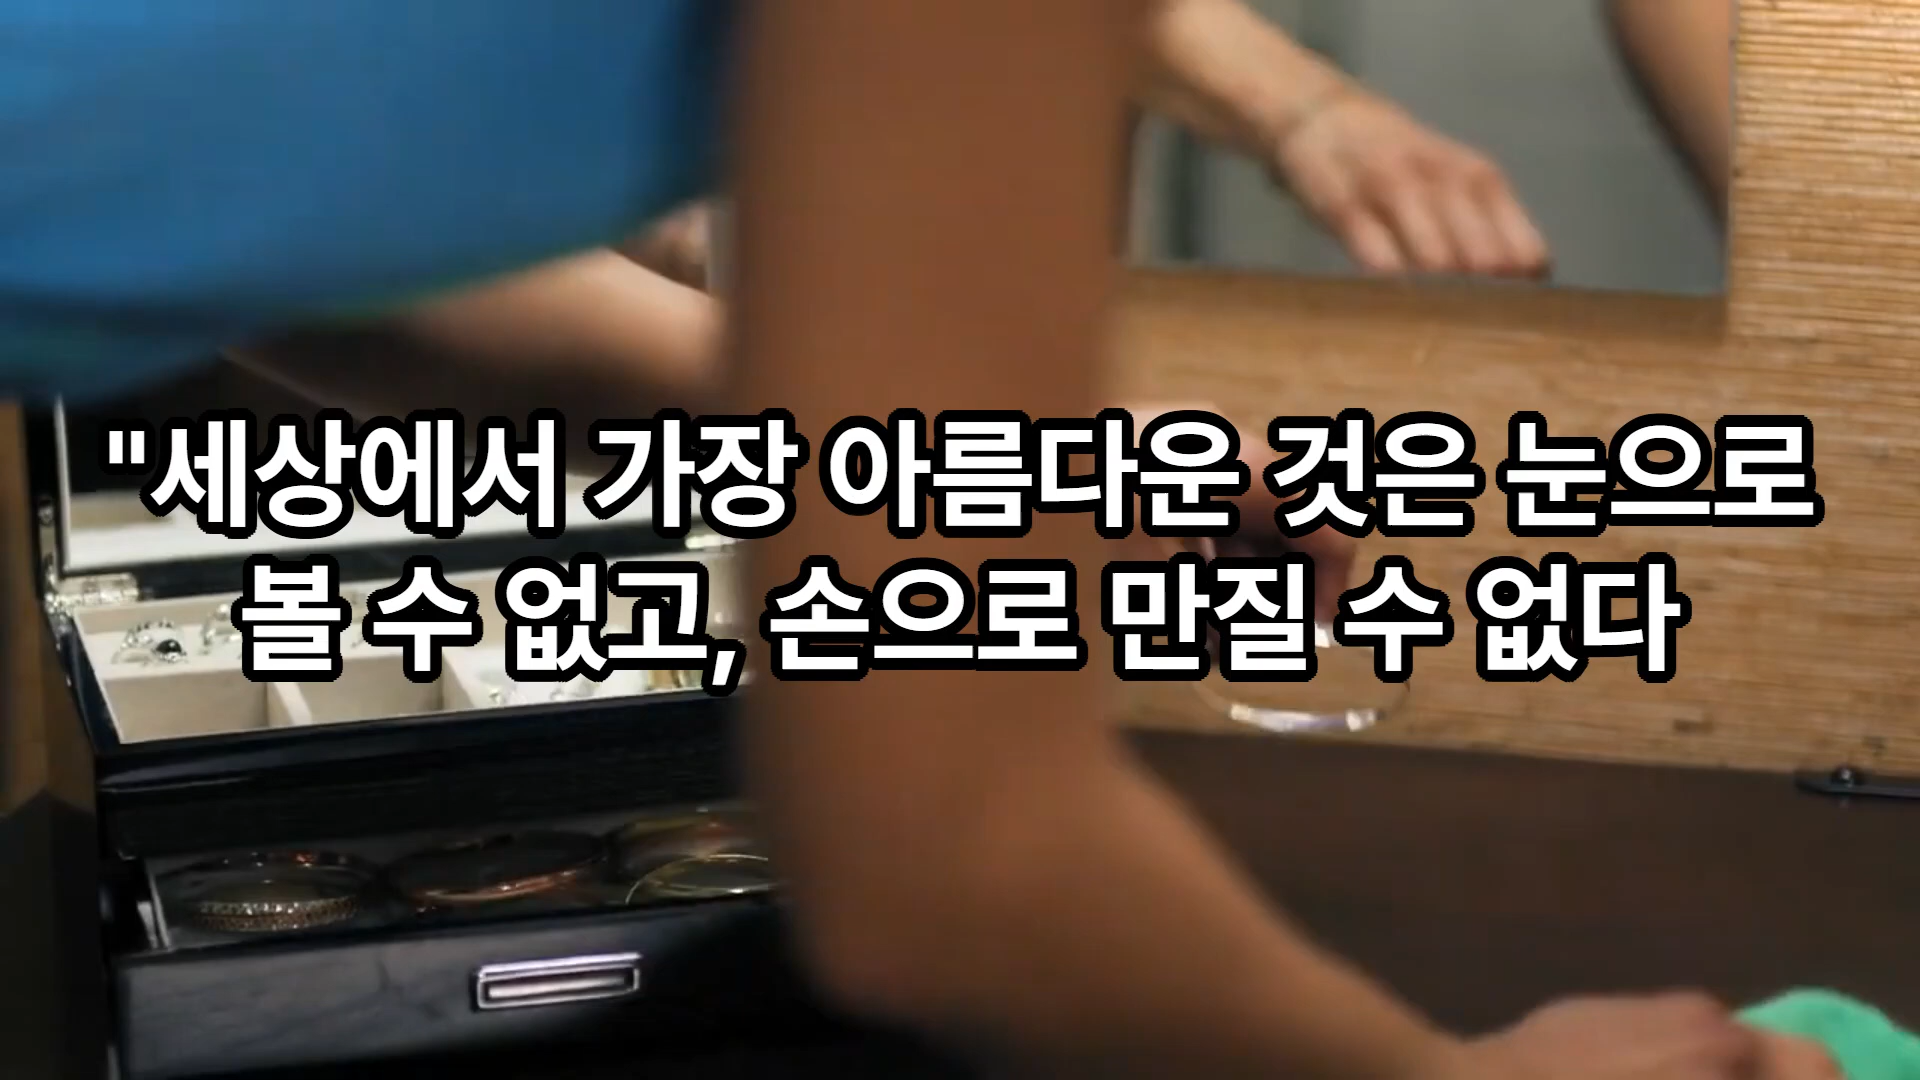 "세상에서 가장 아름다운 것은 눈으로
볼 수 없고, 손으로 만질 수 없다